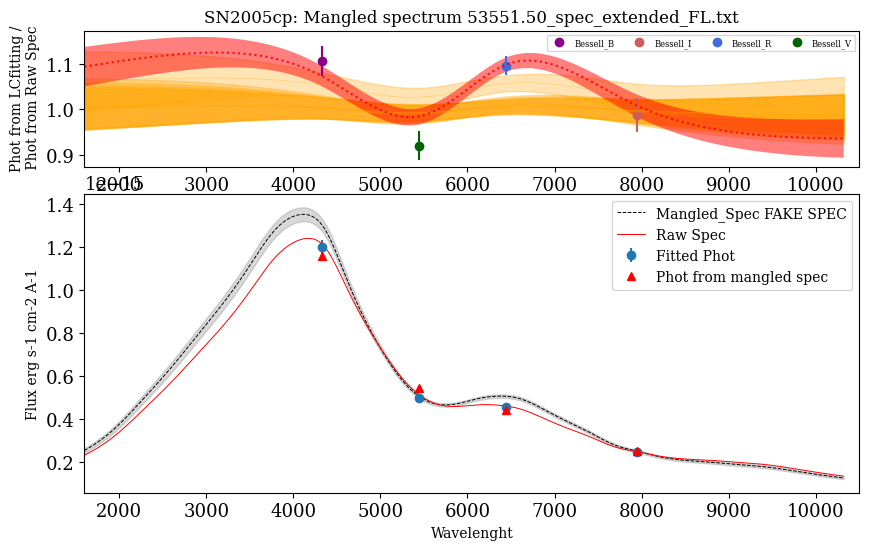 SN2005cp: Mangled spectrum 53551.50_spec_extended_FL.txt
Phot from LCfitting /
Phot from Raw Spec
1.1
1.0
0.9
Bessell_B
Bessell_I
Bessell_R
Bessell_V
2000 3000 4000 5000 6000 7000 8000 9000 10000
1e−15
Flux erg s-1 cm-2 A-1
1.4
1.2
1.0
0.8
0.6
0.4
0.2
Mangled_Spec FAKE SPEC
Raw Spec
Fitted Phot
Phot from mangled spec
2000 3000 4000 5000 6000 7000 8000 9000 10000
Wavelenght